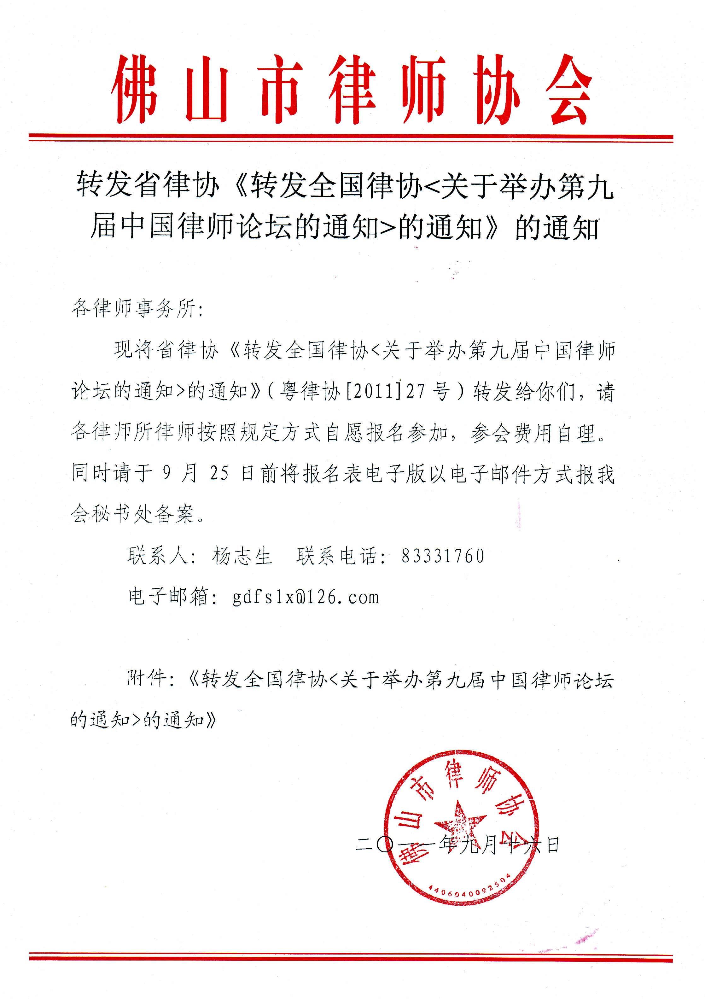 佛山市律师协会
转发省律协《转发全国律协<关于举办第九
届中国律师论坛的通知>的通知》的通知
各律师事务所：
现将省律协《转发全国律协<关于举办第九届中国律师
论坛的通知>的通知》（粤律协[2011]27 号）转发给你们，请
各律师所律师按照规定方式自愿报名参加，参会费用自理。
同时请于 9 月 25 日前将报名表电子版以电子邮件方式报我
会秘书处备案。
联系人：杨志生 联系电话：83331760
电子邮箱：gdfslx@126.com
附件：《转发全国律协<关于举办第九届中国律师论坛
的通知>的通知》
佛山市律师协会
二〇一一年九月十六日
4406040092504